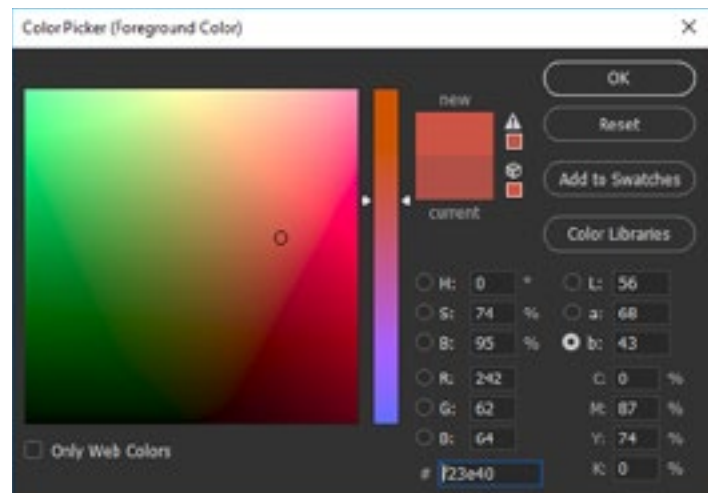 Color Picker (Foreground Color)
new
current
OK
Reset
Add to Swatches
Color Libraries
H: 0 ° L: 56
S: 74 % a: 68
B: 95 % b: 43
R: 242 C: 0 %
G: 62 M: 87 %
B: 64 Y: 74 %
# f23e40 K: 0 %
Only Web Colors